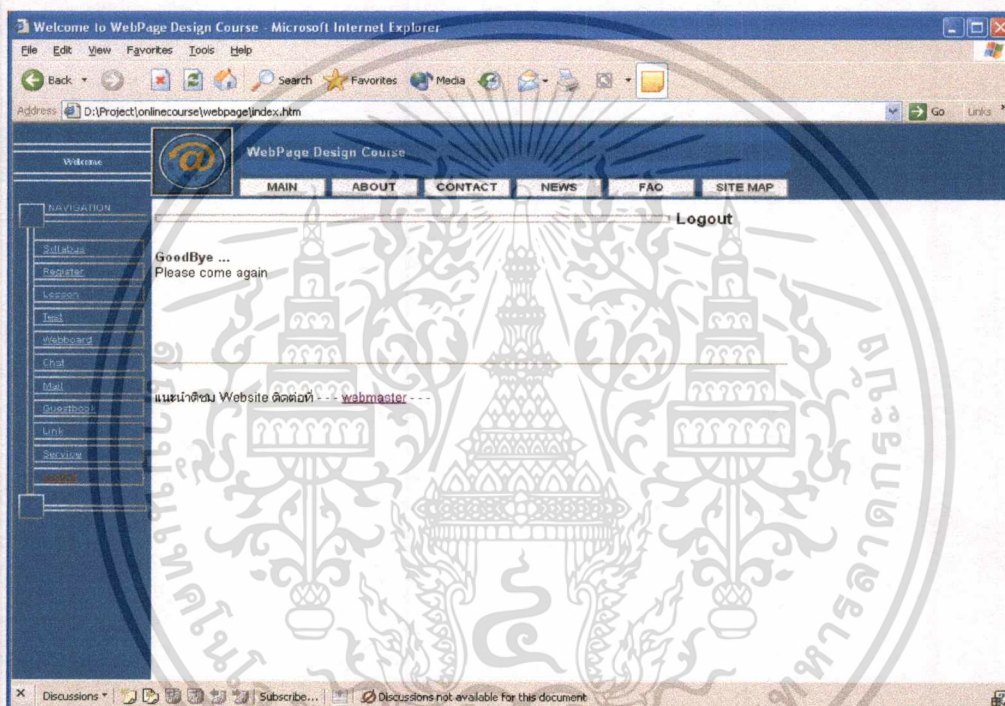 Welcome to WebPage Design Course - Microsoft Internet Explorer
File Edit View Favorites Tools Help
Back Search Favorites Media
Address D:\Project\onlinecourse\webpage\index.htm Go Links
Welcome
WebPage Design Course
MAIN ABOUT CONTACT NEWS FAQ SITE MAP
NAVIGATION
Logout
Sillabus
Register
Lesson
Test
Webboard
Chat
Mail
Guestbook
Link
Service
GoodBye ...
Please come again
แนะนำติชม Website ติดต่อที่ - - - webmaster - - -
Discussions Subscribe... Discussions not available for this document